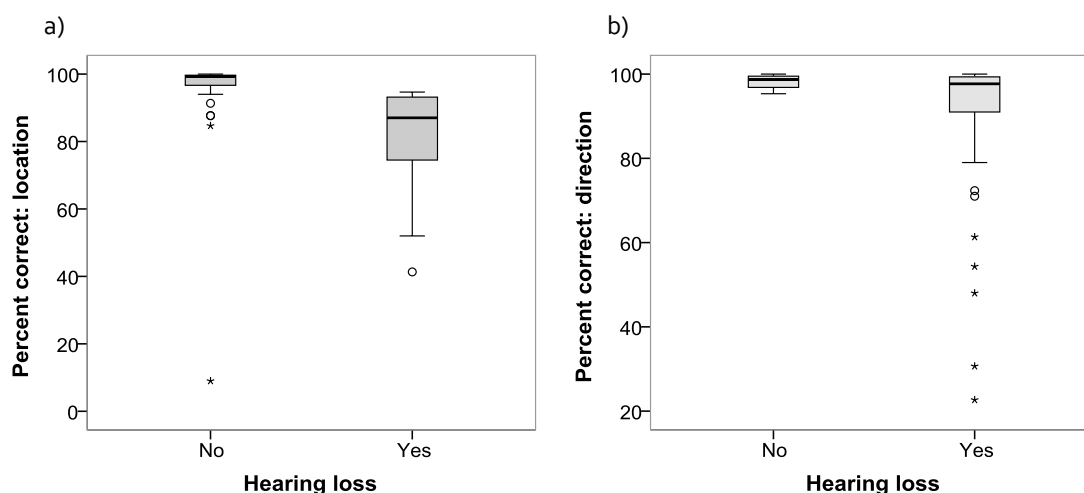 a)
Percent correct: location
100
80
60
40
20
0
No Yes
Hearing loss
b)
Percent correct: direction
100
80
60
40
20
No Yes
Hearing loss